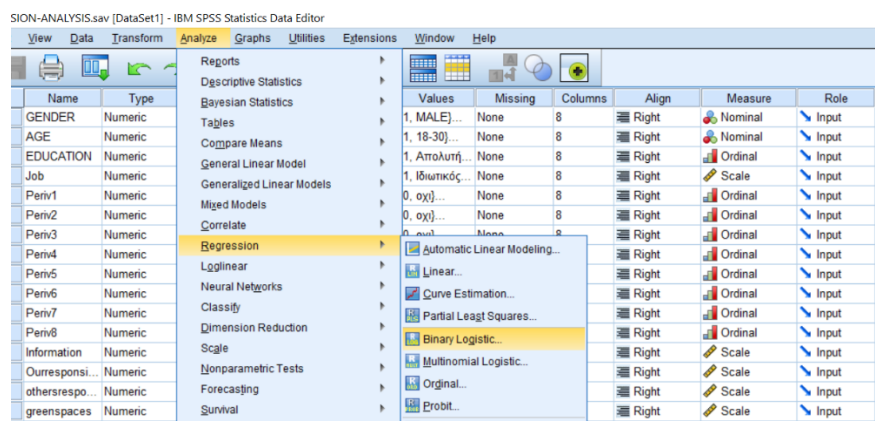 SION-ANALYSIS.sav [DataSet1] - IBM SPSS Statistics Data Editor
View Data Transform Analyze Graphs Utilities Extensions Window Help
Reports
Descriptive Statistics
Name Type Bayesian Statistics Values Missing Columns Align Measure Role
GENDER Numeric Tables 1, MALE}... None 8 Right Nominal Input
AGE Numeric Compare Means 1, 18-30]... None 8 Right Nominal Input
EDUCATION Numeric General Linear Model 1, Απολυτή... None 8 Right Ordinal Input
Job Numeric Generalized Linear Models 1, Ιδιωτικός... None 8 Right Scale Input
Periv1 Numeric Mixed Models 0, οχι}... None 8 Right Ordinal Input
Periv2 Numeric Correlate 0, οχι}... None 8 Right Ordinal Input
Periv3 Numeric Regression 0, οχι}... None 8 Right Ordinal Input
Periv4 Numeric Loglinear Automatic Linear Modeling... Right Ordinal Input
Periv5 Numeric Neural Networks Linear... Right Ordinal Input
Periv6 Numeric Classify Curve Estimation... Right Ordinal Input
Periv7 Numeric Dimension Reduction Partial Least Squares... Right Ordinal Input
Periv8 Numeric Scale Binary Logistic... Right Ordinal Input
Information Numeric Nonparametric Tests Multinomial Logistic... Right Scale Input
Ourresponsi... Numeric Forecasting Ordinal... Right Scale Input
othersrespo... Numeric Survival Probit... Right Scale Input
greenspaces Numeric Right Scale Input